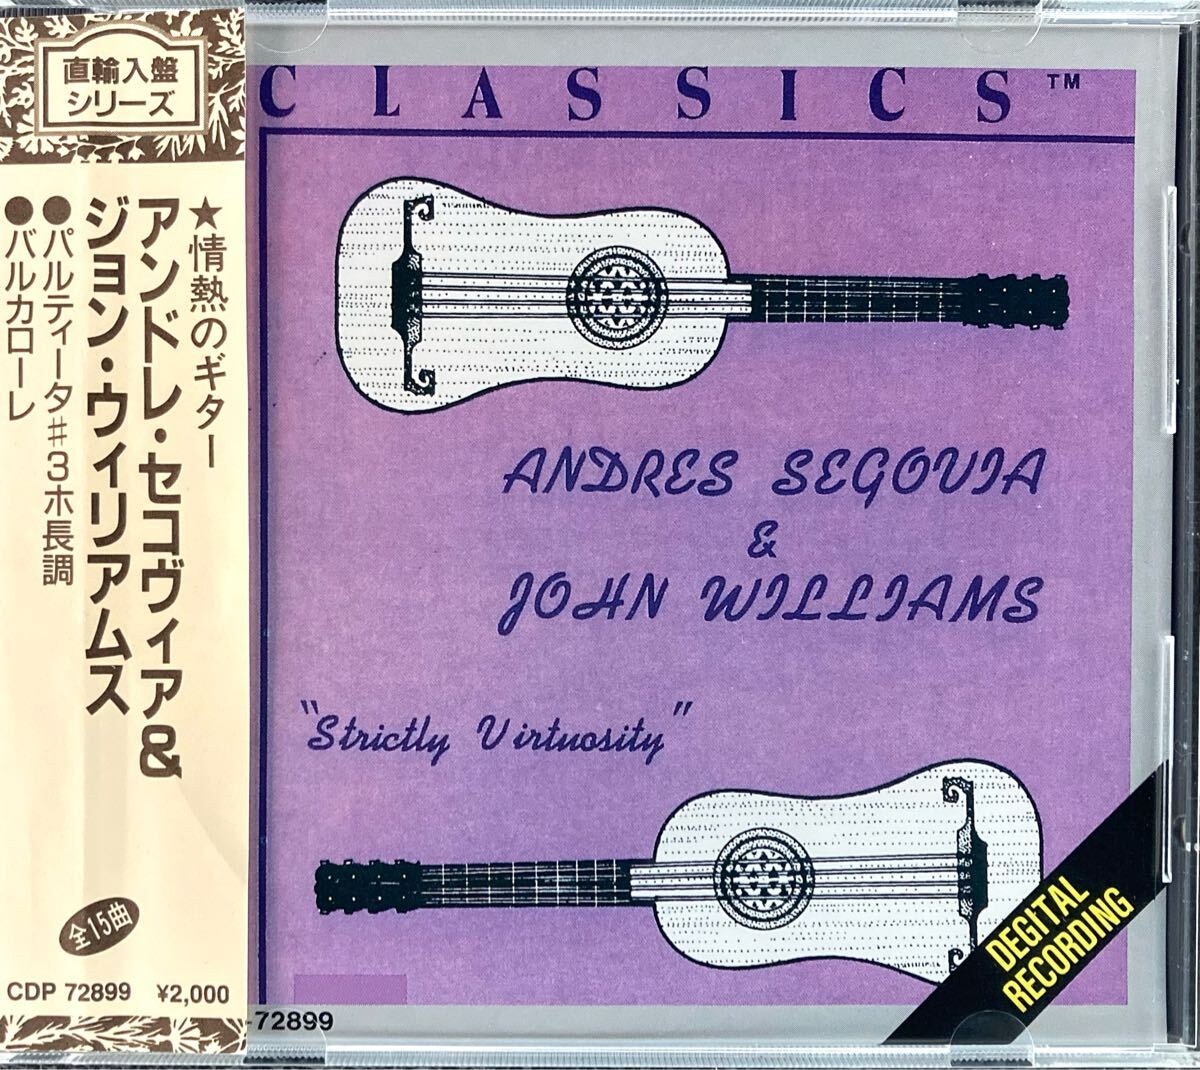 直輸入盤
シリーズ
★情熱のギター
アンドレ・セコヴィア&
ジョン・ウィリアムス
●パルティータ♯3ホ長調
●バルカローレ
全15曲
CDP 72899 ¥2,000
CLASSICS™
ANDRES SEGOVIA
&
JOHN WILLIAMS
"Strictly Virtuosity"
DEGITAL
RECORDING
-72899